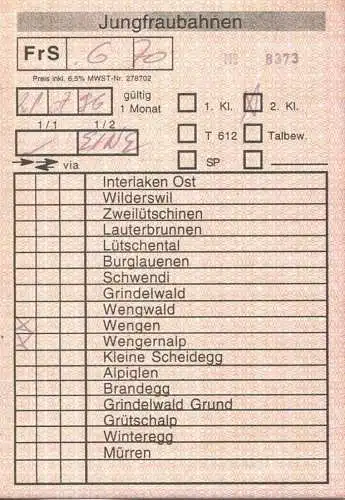 Jungfraubahnen
FrS .6 70
Nº 8373
Preis inkl. 6,5% MWST-Nr. 278702
gültig
1 Monat
1. Kl. X 2. Kl.
1/1 1/2
EINE
T 612 Talbew.
via SP
Interlaken Ost
Wilderswil
Zweilütschinen
Lauterbrunnen
Lütschental
Burglauenen
Schwendi
Grindelwald
Wengwald
X Wengen
X Wengernalp
Kleine Scheidegg
Alpiglen
Brandegg
Grindelwald Grund
Grütschalp
Winteregg
Mürren